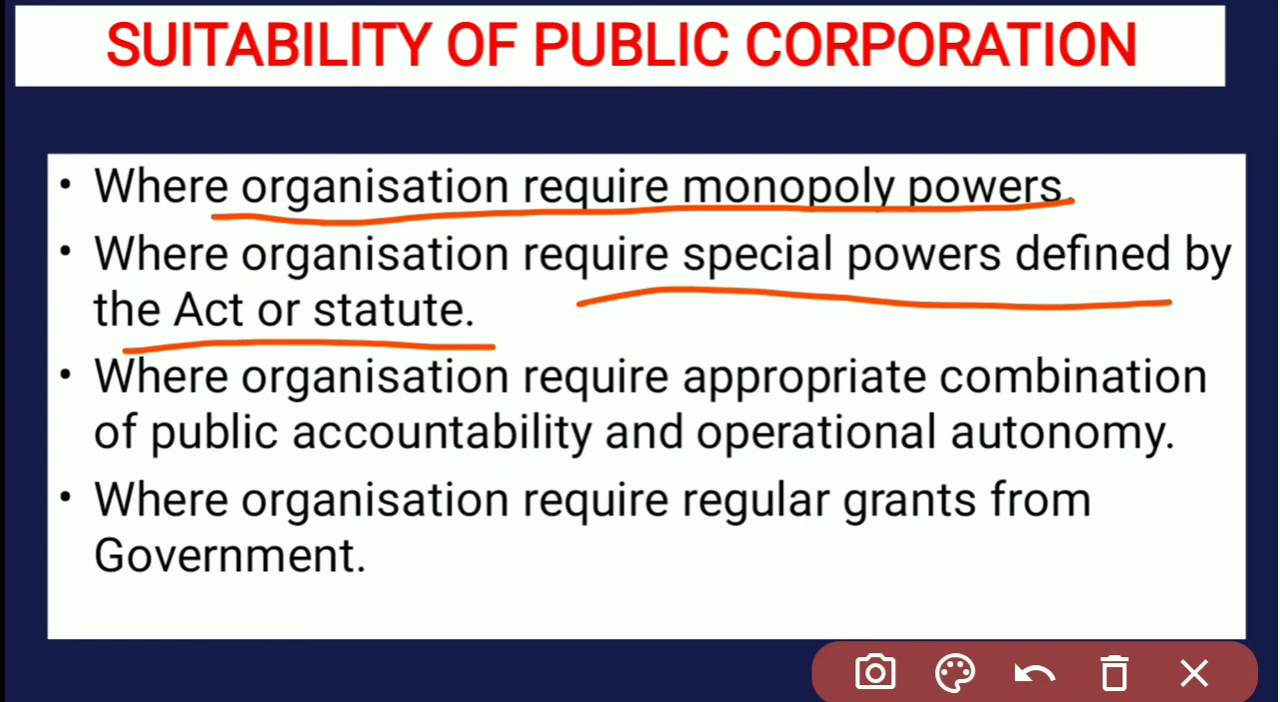 SUITABILITY OF PUBLIC CORPORATION
• Where organisation require monopoly powers.
• Where organisation require special powers defined by
the Act or statute.
• Where organisation require appropriate combination
of public accountability and operational autonomy.
• Where organisation require regular grants from
Government.